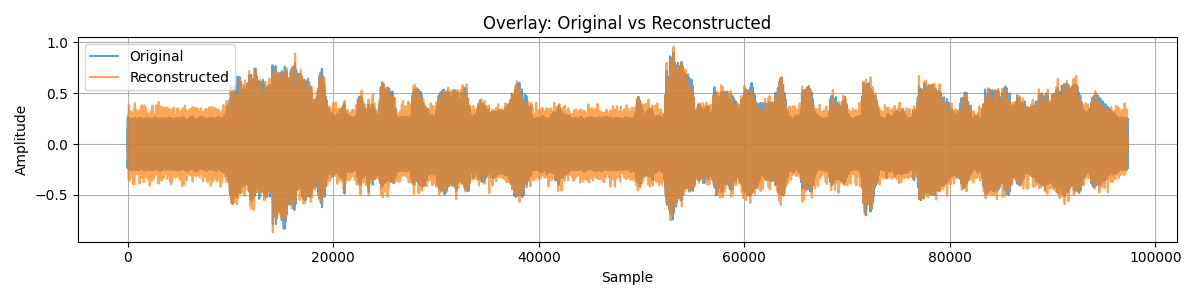 Overlay: Original vs Reconstructed
Original
Reconstructed
1.0
0.5
0.0
−0.5
Amplitude
0 20000 40000 60000 80000 100000
Sample